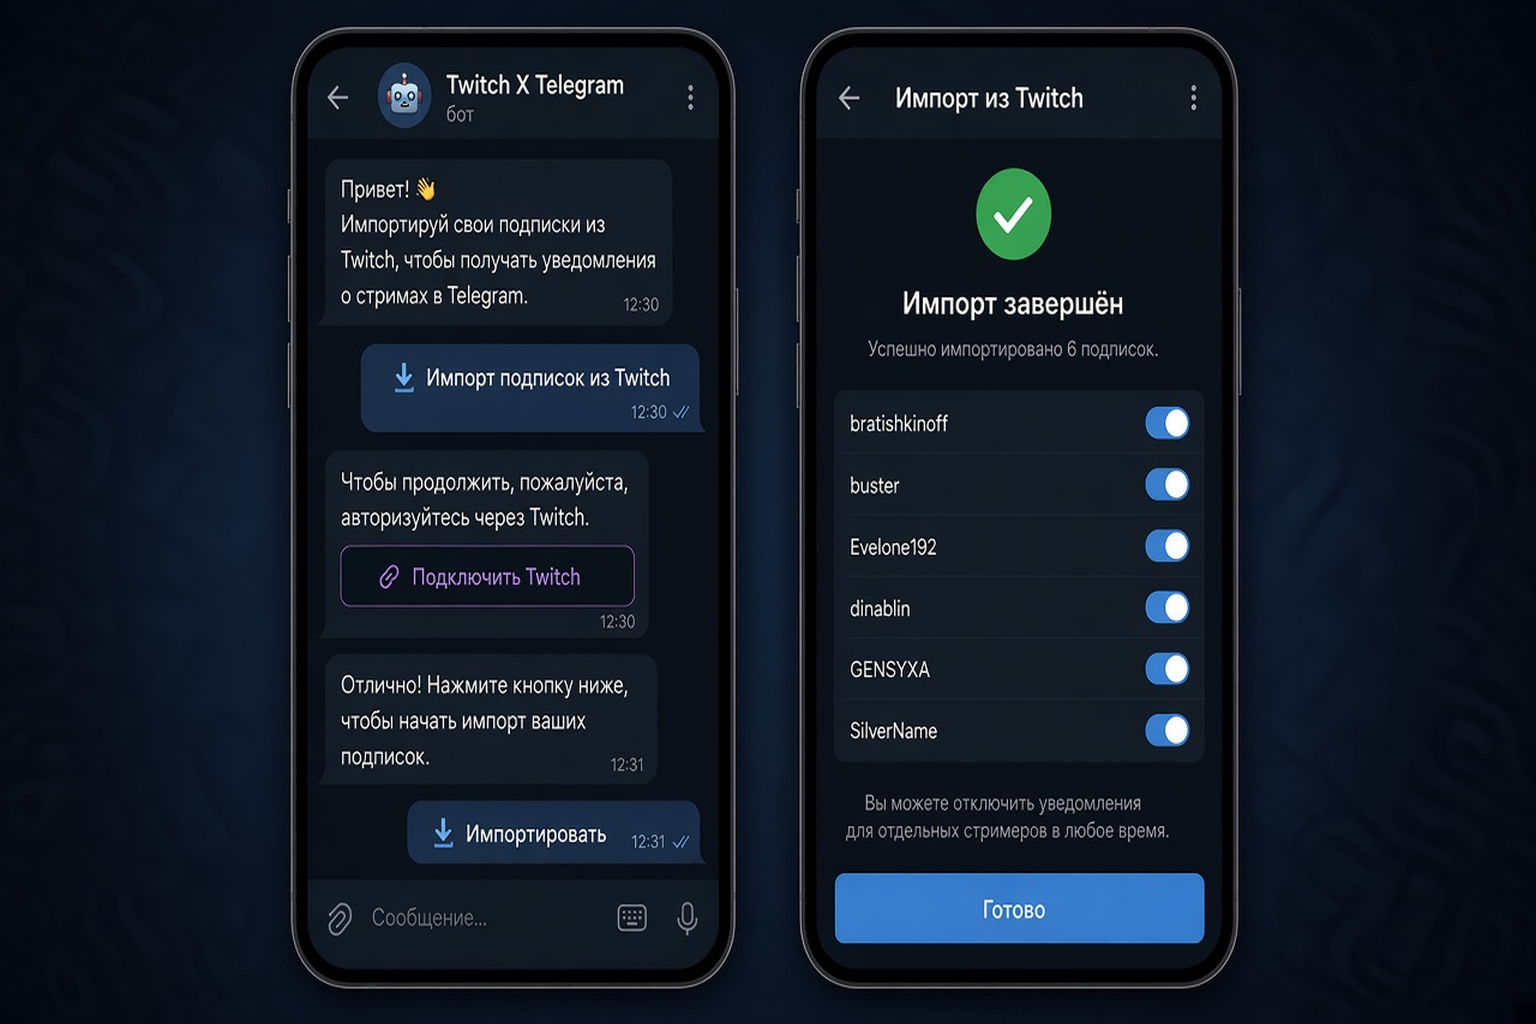 Twitch X Telegram
бот
Привет! 👋
Импортируй свои подписки из
Twitch, чтобы получать уведомления
о стримах в Telegram.
12:30
Импорт подписок из Twitch
12:30
Чтобы продолжить, пожалуйста,
авторизуйтесь через Twitch.
Подключить Twitch
12:30
Отлично! Нажмите кнопку ниже,
чтобы начать импорт ваших
подписок.
12:31
Импортировать
12:31
Сообщение...
Импорт из Twitch
Импорт завершён
Успешно импортировано 6 подписок.
bratishkinoff
buster
Evelone192
dinablin
GENSYXA
SilverName
Вы можете отключить уведомления
для отдельных стримеров в любое время.
Готово